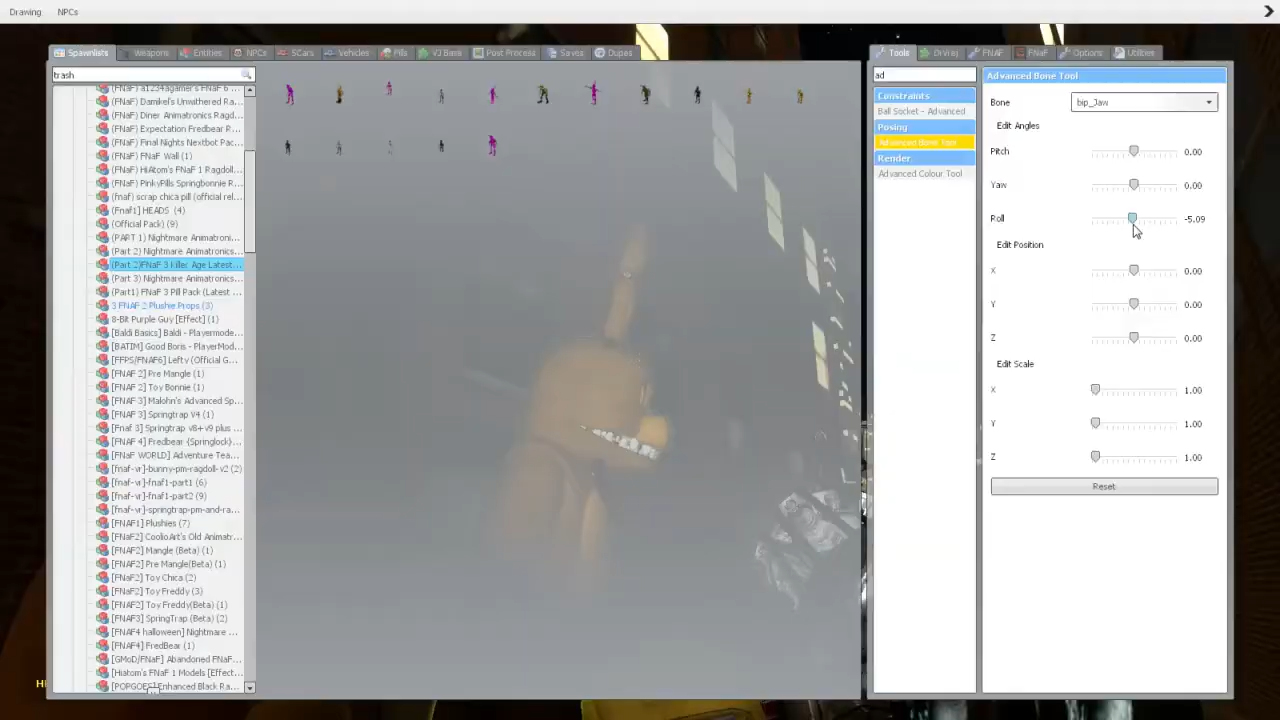 Drawing NPCs
Spawnlists Weapons Entities NPCs SCars Vehicles Pills VJ Base Post Process Saves Dupes
trash
(FNaF) a1234agamer's FNaF 6 ...
(FNaF) Damikel's Unwithered Ra...
(FNaF) Diner Animatronics Ragd...
(FNaF) Expectation Fredbear R...
(FNaF) Final Nights Nextbot Pac...
(FNaF) FNaF Wall (1)
(FNaF) HiAtom's FNaF 1 Ragdoll...
(FNaF) PinkyPills Springbonnie R...
(fnaf) scrap chica pill (official rel...
(Fnaf1] HEADS (4)
(Official Pack) (9)
(PART 1) Nightmare Animatroni...
(Part 2) Nightmare Animatronics...
(Part 2)FNaF 3 killer Age Latest...
(Part 3) Nightmare Animatronics...
(Part1) FNaF 3 Pill Pack (Latest ...
3 FNAF 2 Plushie Props (3)
8-Bit Purple Guy [Effect] (1)
[Baldi Basics] Baldi - Playermode...
[BATIM] Good Boris - PlayerMod...
[FFPS/FNAF6] Lefty (Official G...
[FNAF 2] Pre Mangle (1)
[FNAF 2] Toy Bonnie (1)
[FNAF 3] Malohn's Advanced Sp...
[FNAF 3] Springtrap V4 (1)
[Fnaf 3] Springtrap v8+v9 plus ...
[FNAF 4] Fredbear {Springlock}...
[FNaF WORLD] Adventure Tea...
[fnaf-vr]-bunny-pm-ragdoll-v2 (2)
[fnaf-vr]-fnaf1-part1 (6)
[fnaf-vr]-fnaf1-part2 (9)
[fnaf-vr]-springtrap-pm-and-ra...
[FNAF1] Plushies (7)
[FNAF2] CoolioArt's Old Animatr...
[FNAF2] Mangle(Beta) (1)
[FNAF2] Pre Mangle(Beta) (1)
[FNaF2] Toy Chica (2)
[FNaF2] Toy Freddy (3)
[FNAF2] Toy Freddy(Beta) (1)
[FNAF3] SpringTrap (Beta) (2)
[FNAF4 halloween] Nightmare ...
[FNAF4] FredBear (1)
[GMoD/FNaF] Abandoned FNaF...
[Hiatom's FNaF 1 Models [Effect...
[POPGOES] Enhanced Black Ra...
Tools DrVrej FNAF FNaF Options Utilities
ad
Constraints
Ball Socket - Advanced
Posing
Advanced Bone Tool
Render
Advanced Colour Tool
Advanced Bone Tool
Bone bip_Jaw
Edit Angles
Pitch 0.00
Yaw 0.00
Roll -5.09
Edit Position
X 0.00
Y 0.00
Z 0.00
Edit Scale
X 1.00
Y 1.00
Z 1.00
Reset